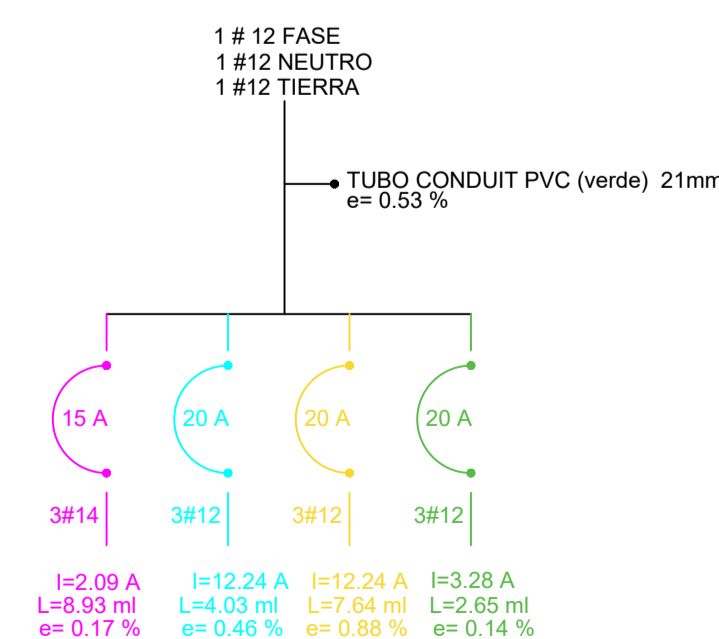 1 # 12 FASE
1 #12 NEUTRO
1 #12 TIERRA
TUBO CONDUIT PVC (verde) 21mm
e= 0.53 %
15 A 20 A 20 A 20 A
3#14 3#12 3#12 3#12
I=2.09 A I=12.24 A I=12.24 A I=3.28 A
L=8.93 ml L=4.03 ml L=7.64 ml L=2.65 ml
e= 0.17 % e= 0.46 % e= 0.88 % e= 0.14 %